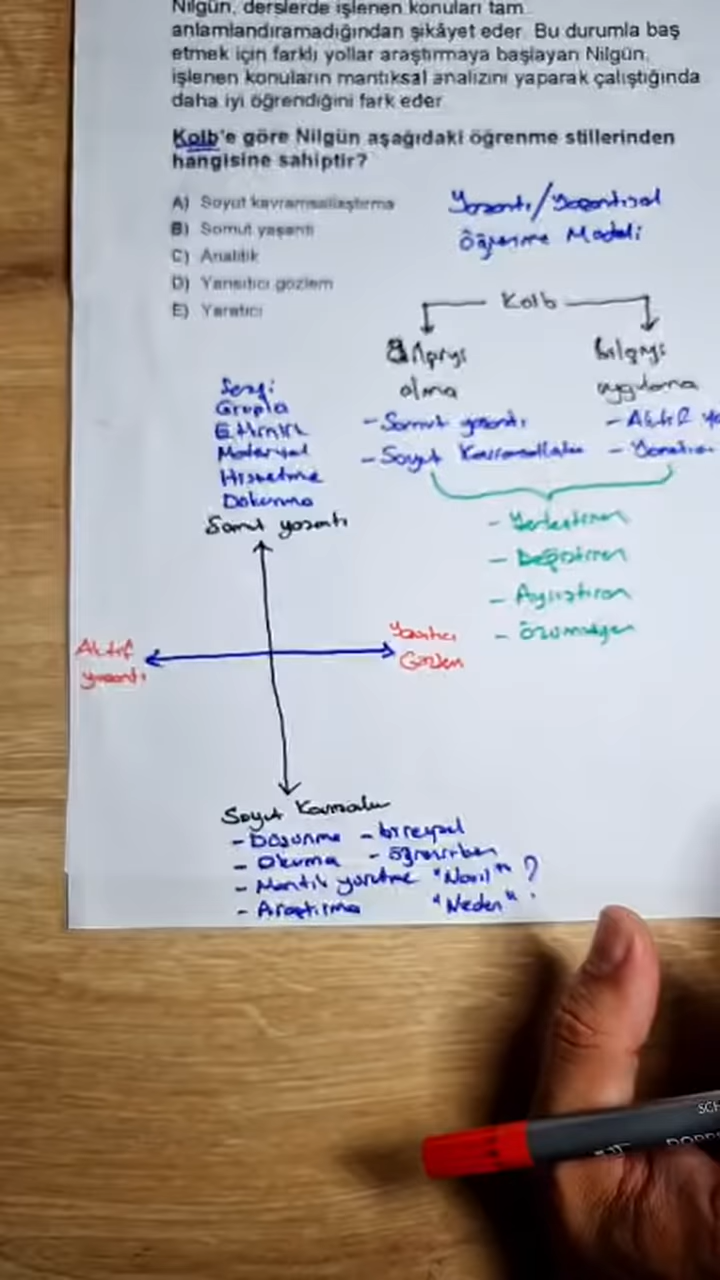 Nilgün, derslerde işlenen konuları tam
anlamlandıramadığından şikâyet eder. Bu durumla baş
etmek için farklı yollar araştırmaya başlayan Nilgün,
işlenen konuların mantıksal analizini yaparak çalıştığında
daha iyi öğrendiğini fark eder.
Kolb'e göre Nilgün aşağıdaki öğrenme stillerinden
hangisine sahiptir?
A) Soyut kavramsallaştırma
B) Somut yaşantı
C) Analitik
D) Yansıtıcı gözlem
E) Yaratıcı
Yaşantı/Yaşantısal
Öğrenme Modeli
Kolb
Bilgiyi
alma
- Somut yaşantı
- Soyut
bilgiyi
uygulama
- Aktif ya
- Yerleştiren
- Değiştiren
- Ayrıştıran
- Özümseyen
Sezgi
Grupla
Etkinlik
Materyal
Hissetme
Dokunma
Somut yaşantı
Aktif
yaşantı
Yansıtıcı
Gözlem
Soyut
- Düşünme - bireysel
- Okuma
- Mantık yürütme "Nasıl" ?
- Araştırma "Neden"
SCH